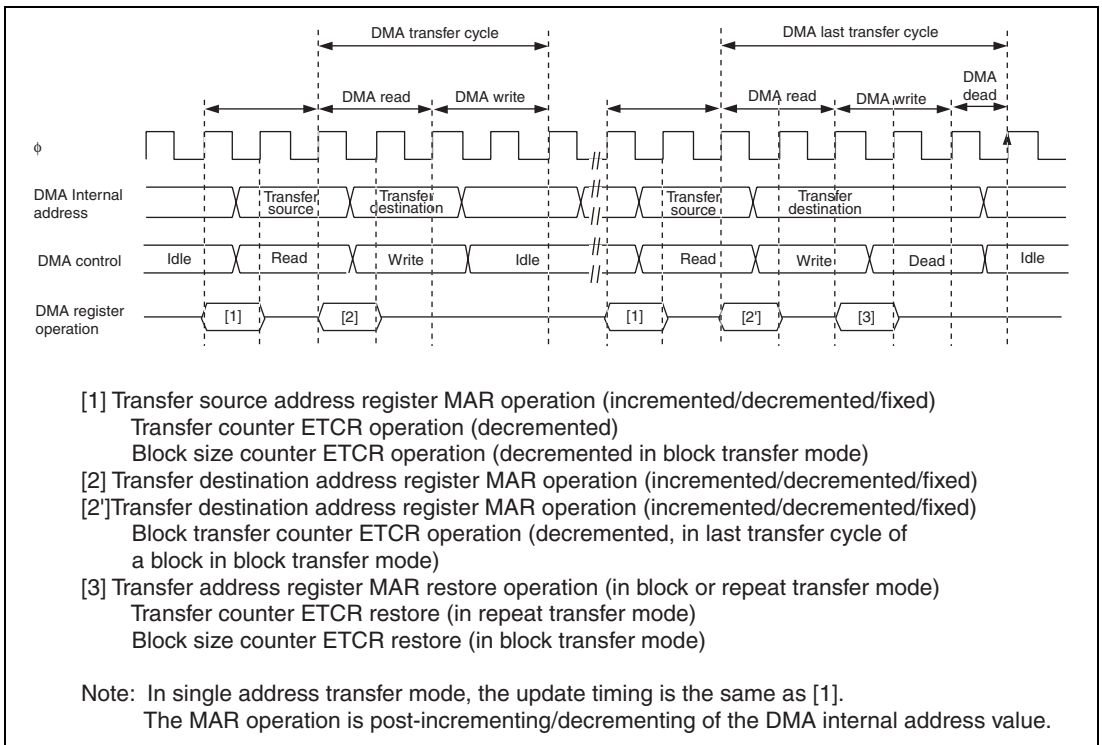 DMA transfer cycle
DMA last transfer cycle
DMA read
DMA write
DMA read
DMA write
DMA
dead
ϕ
DMA Internal
address
Transfer
source
Transfer
destination
Transfer
source
Transfer
destination
DMA control
Idle
Read
Write
Idle
Read
Write
Dead
Idle
DMA register
operation
[1]
[2]
[1]
[2']
[3]
[1] Transfer source address register MAR operation (incremented/decremented/fixed)
Transfer counter ETCR operation (decremented)
Block size counter ETCR operation (decremented in block transfer mode)
[2] Transfer destination address register MAR operation (incremented/decremented/fixed)
[2']Transfer destination address register MAR operation (incremented/decremented/fixed)
Block transfer counter ETCR operation (decremented, in last transfer cycle of
a block in block transfer mode)
[3] Transfer address register MAR restore operation (in block or repeat transfer mode)
Transfer counter ETCR restore (in repeat transfer mode)
Block size counter ETCR restore (in block transfer mode)
Note: In single address transfer mode, the update timing is the same as [1].
The MAR operation is post-incrementing/decrementing of the DMA internal address value.